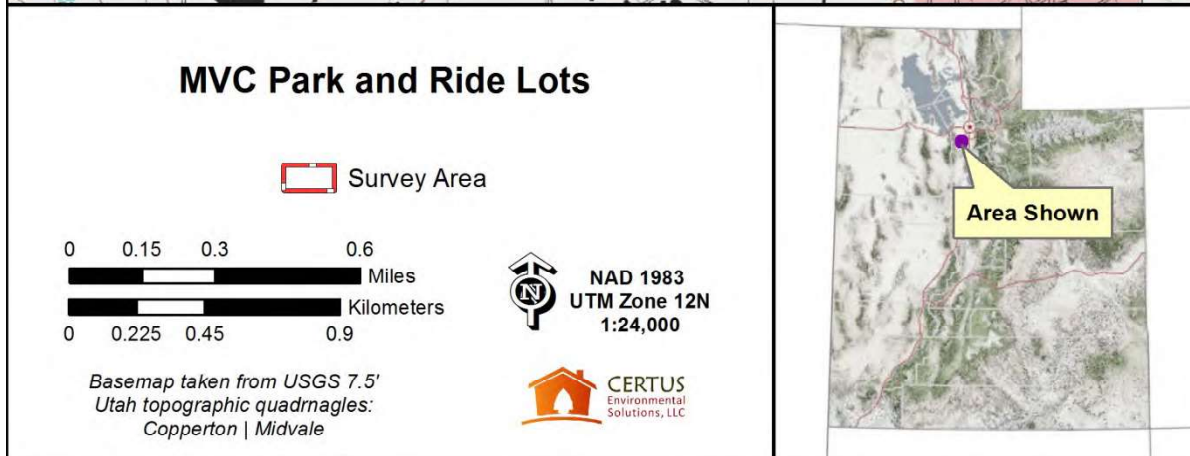 MVC Park and Ride Lots
Survey Area
0 0.15 0.3 0.6
Miles
Kilometers
0 0.225 0.45 0.9
N
NAD 1983
UTM Zone 12N
1:24,000
Basemap taken from USGS 7.5'
Utah topographic quadrnagles:
Copperton | Midvale
CERTUS
Environmental
Solutions, LLC
Area Shown